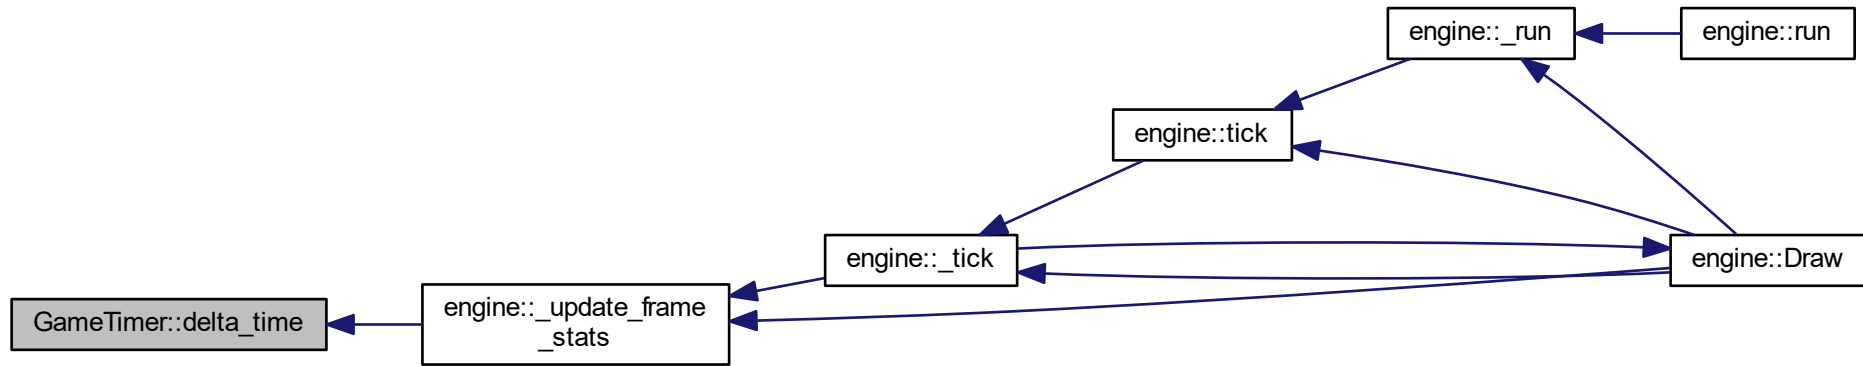 engine::_run
engine::run
engine::tick
engine::_tick
engine::Draw
engine::_update_frame
_stats
GameTimer::delta_time